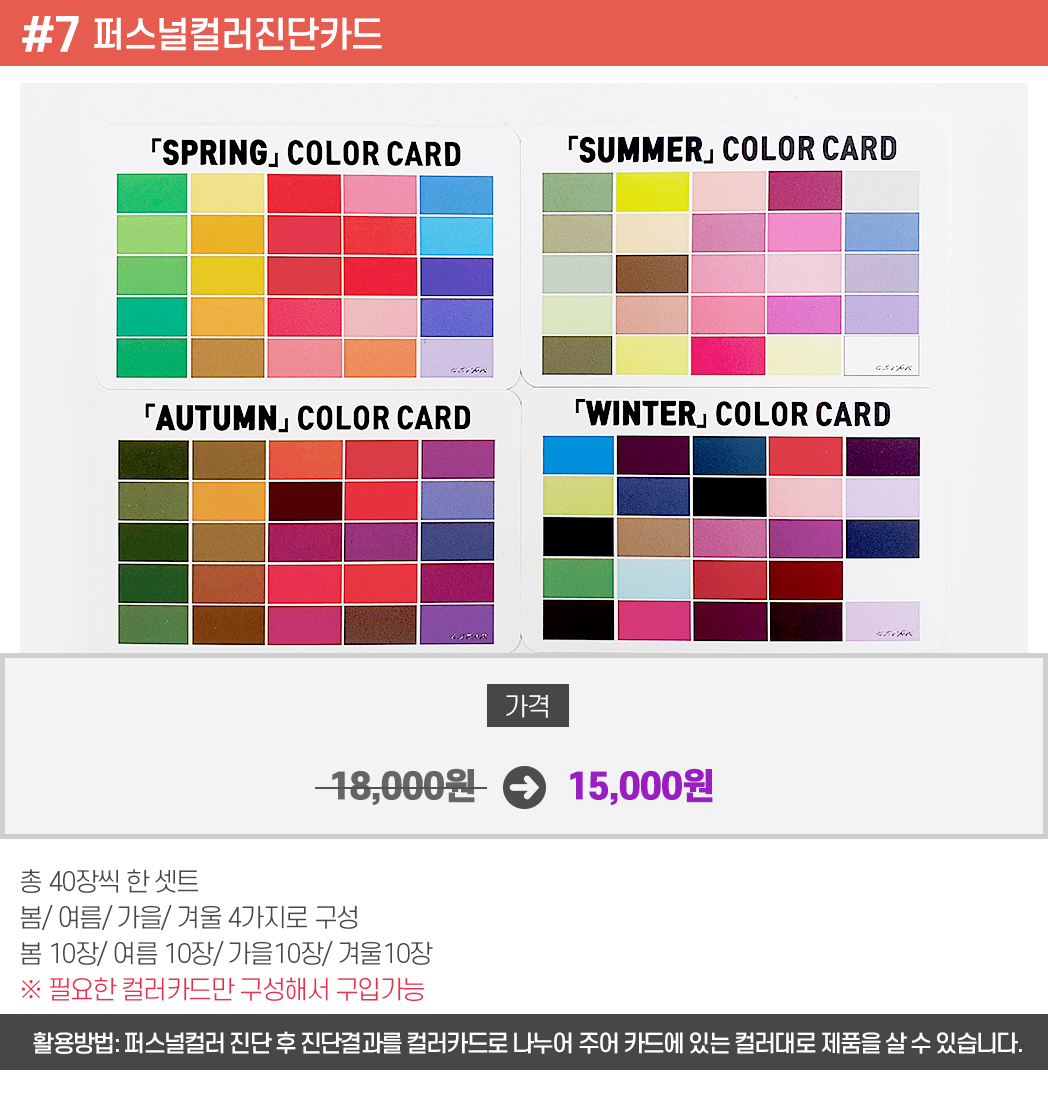 #7 퍼스널컬러진단카드
「SPRING」 COLOR CARD
「SUMMER」 COLOR CARD
「AUTUMN」 COLOR CARD
「WINTER」 COLOR CARD
가격
18,000원 15,000원
총 40장씩 한 셋트
봄/ 여름/ 가을/ 겨울 4가지로 구성
봄 10장/ 여름 10장/ 가을10장/ 겨울10장
※ 필요한 컬러카드만 구성해서 구입가능
활용방법: 퍼스널컬러 진단 후 진단결과를 컬러카드로 나누어 주어 카드에 있는 컬러대로 제품을 살 수 있습니다.